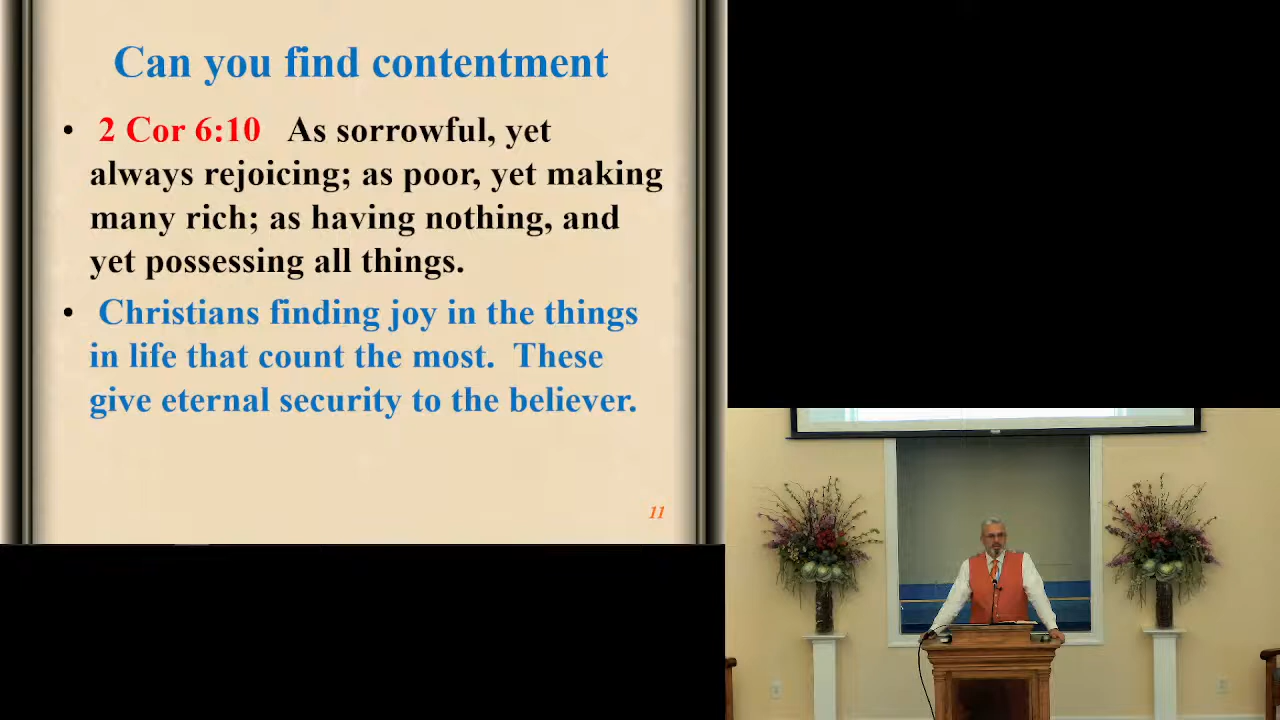 Can you find contentment
• 2 Cor 6:10 As sorrowful, yet
always rejoicing; as poor, yet making
many rich; as having nothing, and
yet possessing all things.
• Christians finding joy in the things
in life that count the most. These
give eternal security to the believer.
11